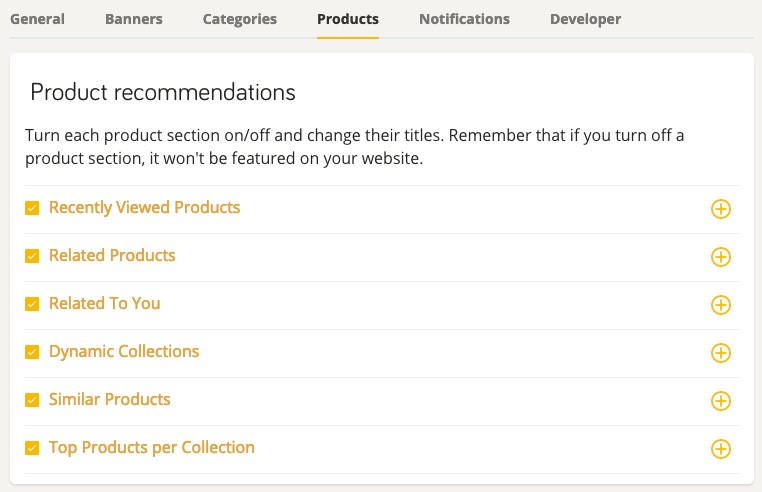 General Banners Categories Products Notifications Developer
Product recommendations
Turn each product section on/off and change their titles. Remember that if you turn off a
product section, it won't be featured on your website.
Recently Viewed Products
Related Products
Related To You
Dynamic Collections
Similar Products
Top Products per Collection